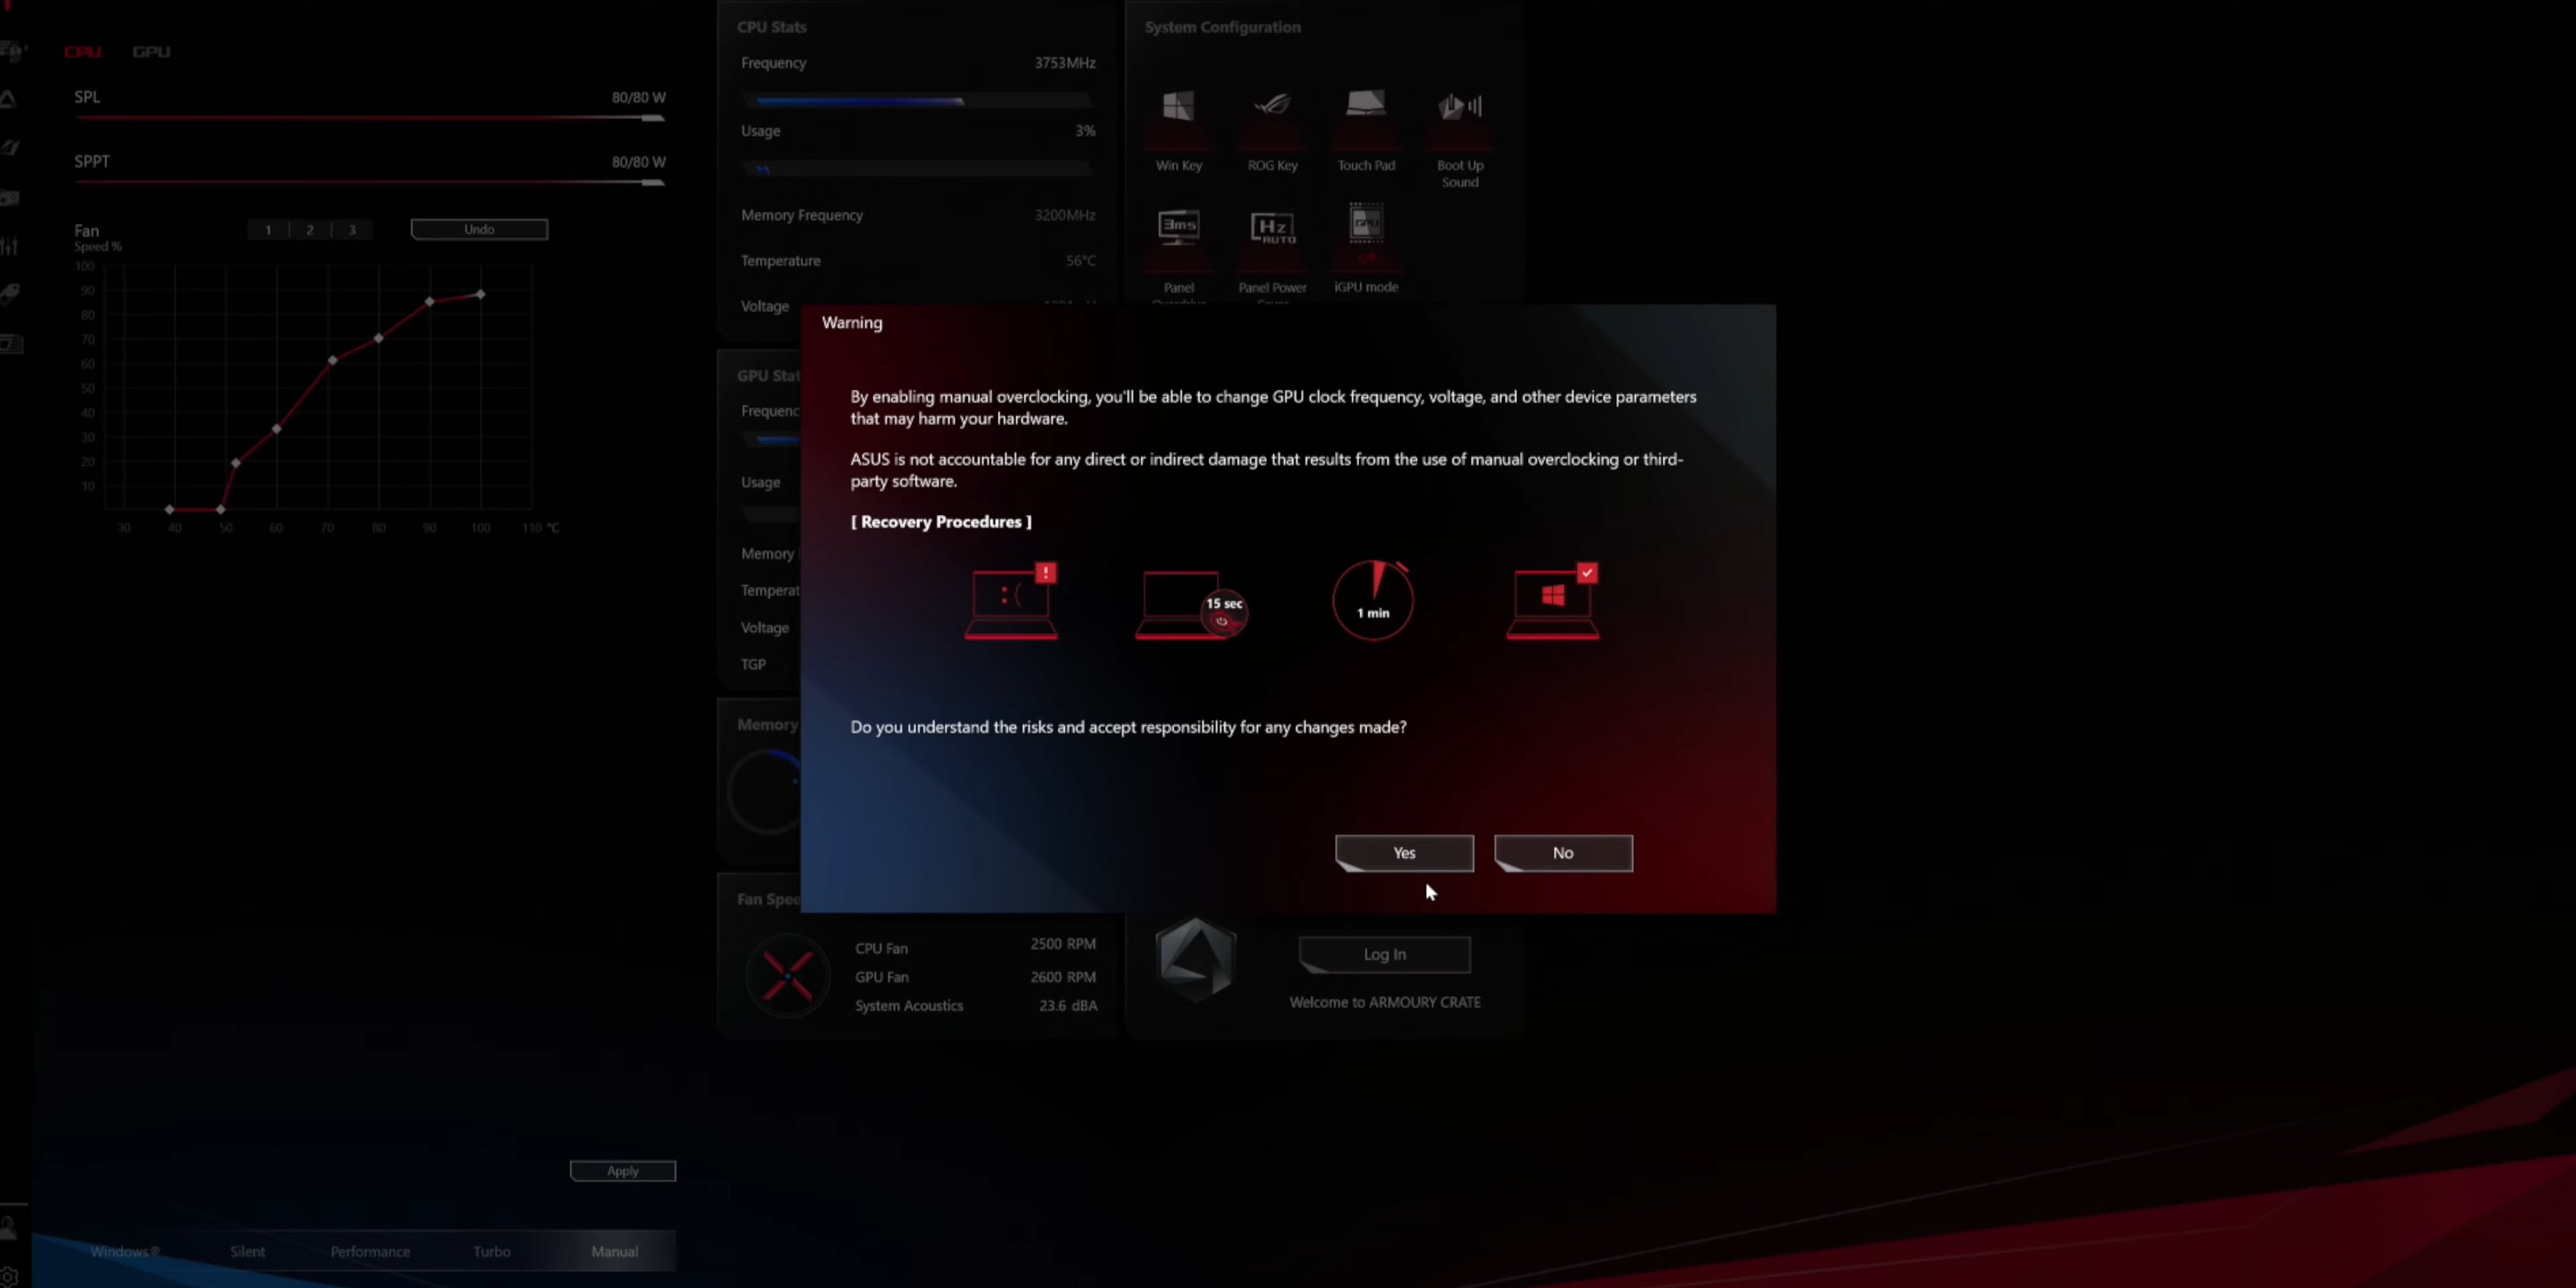 CPU GPU
SPL 80/80 W
SPPT 80/80 W
Fan 1 2 3 Undo
Speed %
100
90
80
70
60
50
40
30
20
10
30 40 50 60 70 80 90 100 110 °C
Apply
Windows® Silent Performance Turbo Manual
CPU Stats
Frequency 3753MHz
Usage 3%
Memory Frequency 3200MHz
Temperature 56°C
Voltage
GPU Stat
Frequenc
Usage
Memory
Temperat
Voltage
TGP
Memory
Fan Spee
CPU Fan 2500 RPM
GPU Fan 2600 RPM
System Acoustics 23.6 dBA
System Configuration
Win Key ROG Key Touch Pad Boot Up
Sound
3ms Hz AUTO GPU
Off
Panel Panel Power iGPU mode
Warning
By enabling manual overclocking, you'll be able to change GPU clock frequency, voltage, and other device parameters
that may harm your hardware.
ASUS is not accountable for any direct or indirect damage that results from the use of manual overclocking or third-
party software.
[ Recovery Procedures ]
! :( 15 sec 1 min
Do you understand the risks and accept responsibility for any changes made?
Yes No
Log In
Welcome to ARMOURY CRATE